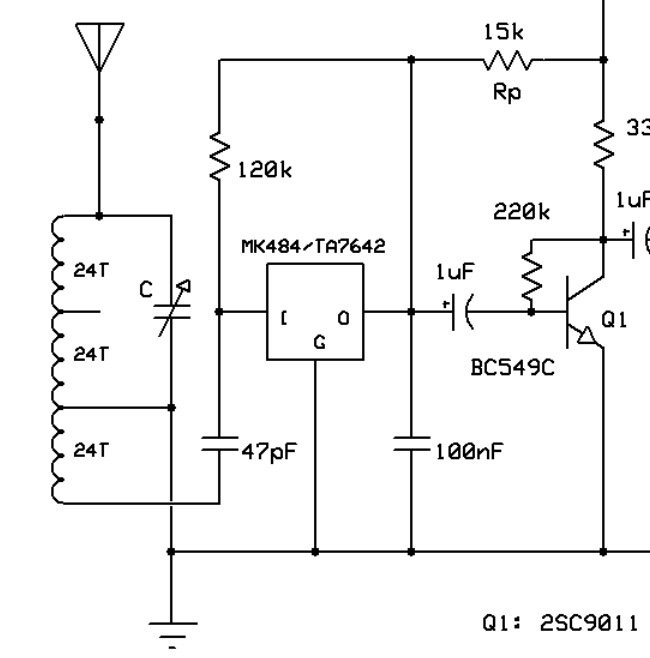 15k
Rp
33
120k
1uF
220k
MK484/TA7642
24T
C
1uF
I
O
Q1
24T
G
BC549C
24T
47pF
100nF
Q1: 2SC9011